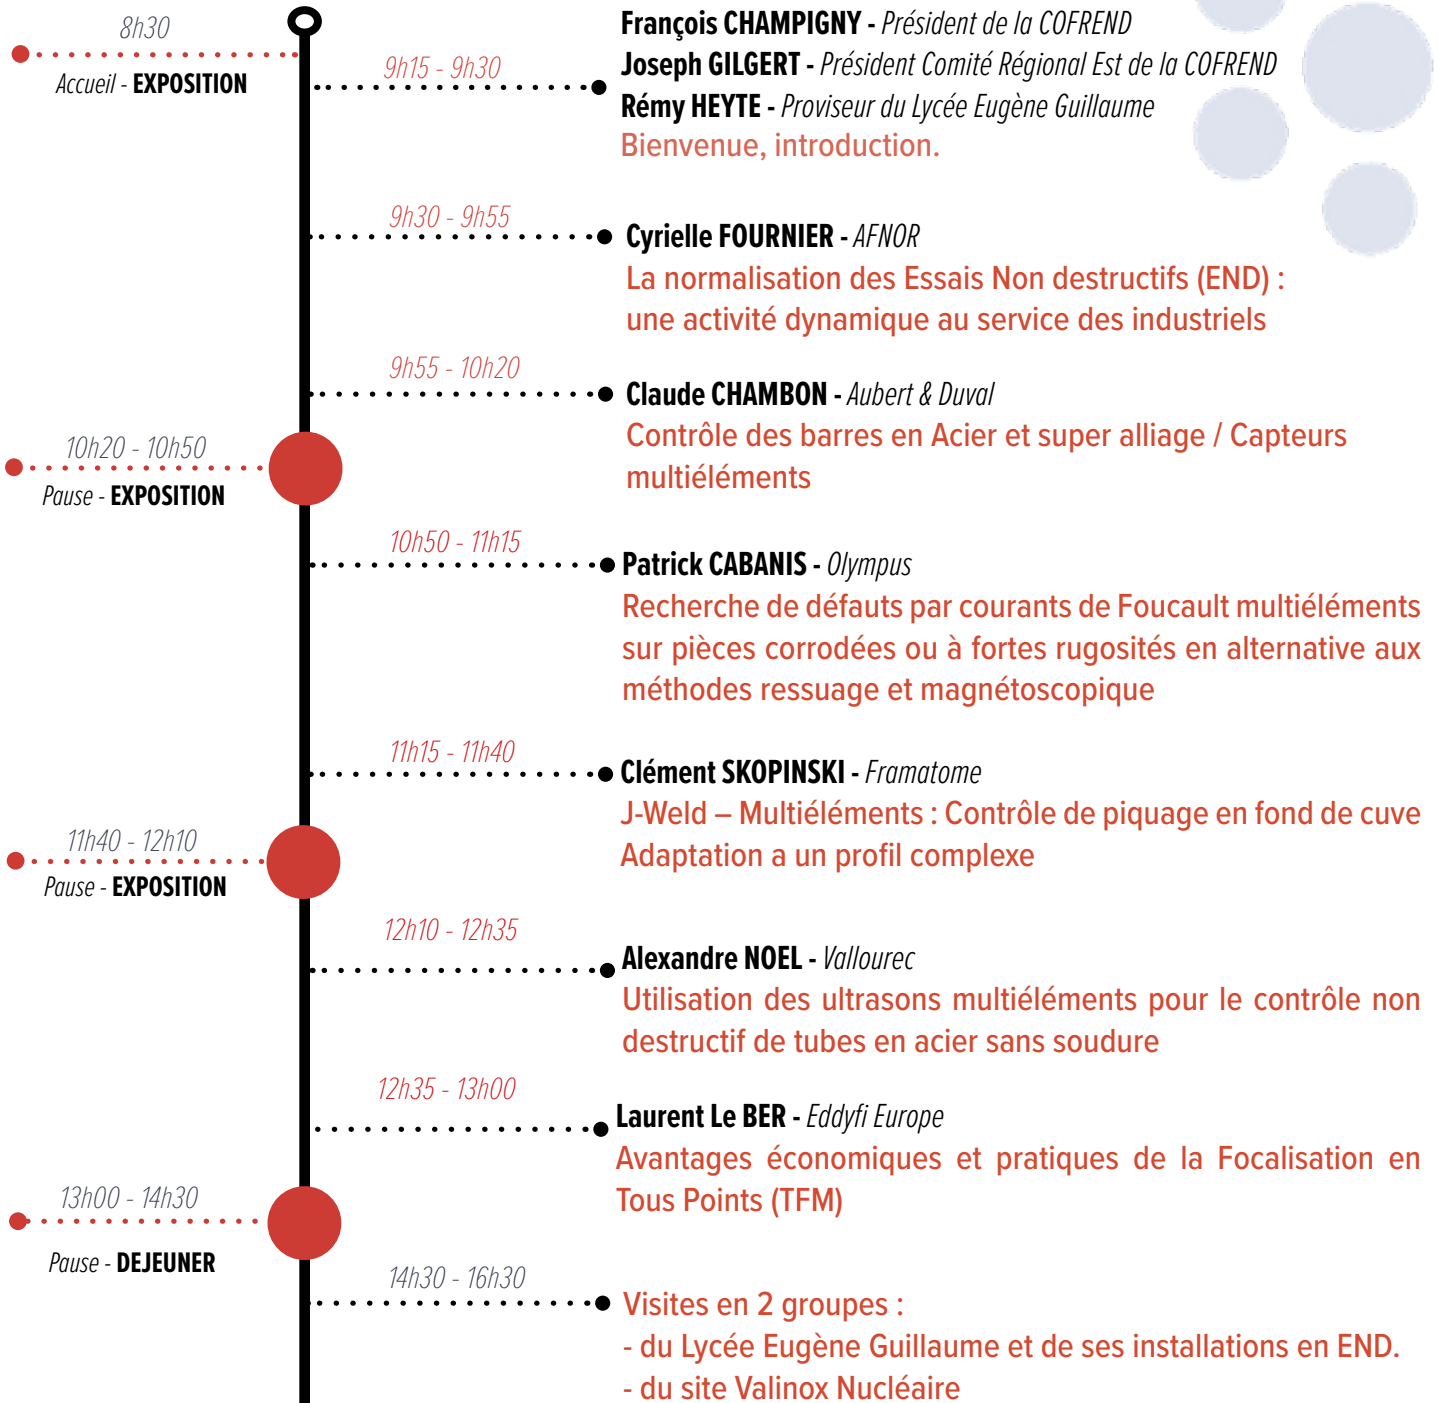 8h30
Accueil - EXPOSITION
9h15 - 9h30
François CHAMPIGNY - Président de la COFREND
Joseph GILGERT - Président Comité Régional Est de la COFREND
Rémy HEYTE - Proviseur du Lycée Eugène Guillaume
Bienvenue, introduction.
9h30 - 9h55
Cyrielle FOURNIER - AFNOR
La normalisation des Essais Non destructifs (END) :
une activité dynamique au service des industriels
9h55 - 10h20
Claude CHAMBON - Aubert & Duval
Contrôle des barres en Acier et super alliage / Capteurs
multiéléments
10h20 - 10h50
Pause - EXPOSITION
10h50 - 11h15
Patrick CABANIS - Olympus
Recherche de défauts par courants de Foucault multiéléments
sur pièces corrodées ou à fortes rugosités en alternative aux
méthodes ressuage et magnétoscopique
11h15 - 11h40
Clément SKOPINSKI - Framatome
J-Weld – Multiéléments : Contrôle de piquage en fond de cuve
Adaptation a un profil complexe
11h40 - 12h10
Pause - EXPOSITION
12h10 - 12h35
Alexandre NOEL - Vallourec
Utilisation des ultrasons multiéléments pour le contrôle non
destructif de tubes en acier sans soudure
12h35 - 13h00
Laurent Le BER - Eddyfi Europe
Avantages économiques et pratiques de la Focalisation en
Tous Points (TFM)
13h00 - 14h30
Pause - DEJEUNER
14h30 - 16h30
Visites en 2 groupes :
- du Lycée Eugène Guillaume et de ses installations en END.
- du site Valinox Nucléaire